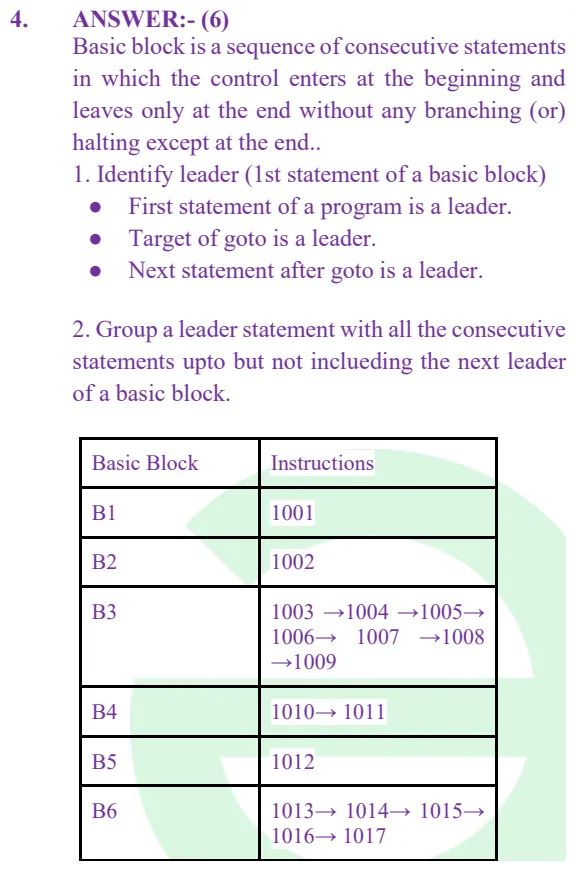 4. ANSWER:- (6)
Basic block is a sequence of consecutive statements
in which the control enters at the beginning and
leaves only at the end without any branching (or)
halting except at the end..
1. Identify leader (1st statement of a basic block)
● First statement of a program is a leader.
● Target of goto is a leader.
● Next statement after goto is a leader.
2. Group a leader statement with all the consecutive
statements upto but not inclueding the next leader
of a basic block.
Basic Block Instructions
B1 1001
B2 1002
B3 1003 →1004 →1005→
1006→ 1007 →1008
→1009
B4 1010→ 1011
B5 1012
B6 1013→ 1014→ 1015→
1016→ 1017